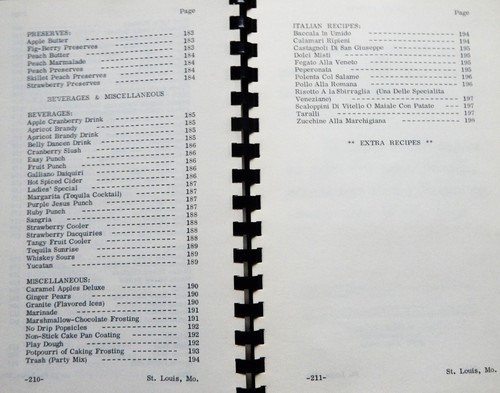 Page
PRESERVES:
Apple Butter ---------------------- 183
Fig-Berry Preserves ---------------------- 183
Peach Butter ---------------------- 183
Peach Marmalade ---------------------- 184
Peach Preserves ---------------------- 184
Skillet Peach Preserves ---------------------- 184
Strawberry Preserves ---------------------- 184
BEVERAGES & MISCELLANEOUS
BEVERAGES:
Apple Cranberry Drink ---------------------- 185
Apricot Brandy ---------------------- 185
Apricot Brandy Drink ---------------------- 185
Belly Dancer Drink ---------------------- 185
Cranberry Slush ---------------------- 186
Easy Punch ---------------------- 186
Fruit Punch ---------------------- 186
Galliano Daiquiri ---------------------- 186
Hot Spiced Cider ---------------------- 186
Ladies' Special ---------------------- 187
Margarita (Tequila Cocktail) ---------------------- 187
Purple Jesus Punch ---------------------- 187
Ruby Punch ---------------------- 187
Sangria ---------------------- 188
Strawberry Cooler ---------------------- 188
Strawberry Dacquiries ---------------------- 188
Tangy Fruit Cooler ---------------------- 188
Tequila Sunrise ---------------------- 189
Whiskey Sours ---------------------- 189
Yucatan ---------------------- 189
MISCELLANEOUS:
Caramel Apples Deluxe ---------------------- 190
Ginger Pears ---------------------- 190
Granite (Flavored Ices) ---------------------- 190
Marinade ---------------------- 191
Marshmallow-Chocolate Frosting ---------------------- 191
No Drip Popsicles ---------------------- 192
Non-Stick Cake Pan Coating ---------------------- 192
Play Dough ---------------------- 192
Potpourri of Caking Frosting ---------------------- 193
Trash (Party Mix) ---------------------- 194
-210- St. Louis, Mo.
Page
ITALIAN RECIPES:
Baccala In Umido ---------------------- 194
Calamari Ripieni ---------------------- 194
Castagneli Di San Giuseppe ---------------------- 195
Dolci Misti ---------------------- 195
Fegato Alla Veneto ---------------------- 195
Peperonata ---------------------- 195
Polenta Col Salame ---------------------- 196
Pollo Alla Romana ---------------------- 196
Risotto A La Sbirraglia (Una Delle Specialita
Veneziane) ---------------------- 197
Scaloppini Di Vitello O Maiale Con Patate ---- 197
Taralli ---------------------- 197
Zucchine Alla Marchigiana ---------------------- 198
** EXTRA RECIPES **
-211- St. Louis, Mo.